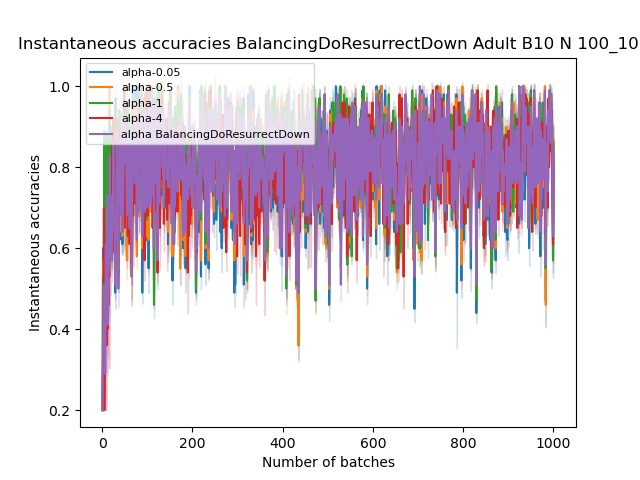 Instantaneous accuracies BalancingDoResurrectDown Adult B10 N 100_10
alpha-0.05
alpha-0.5
alpha-1
alpha-4
alpha BalancingDoResurrectDown
1.0
0.8
0.6
0.4
0.2
Instantaneous accuracies
0
200
400
600
800
1000
Number of batches